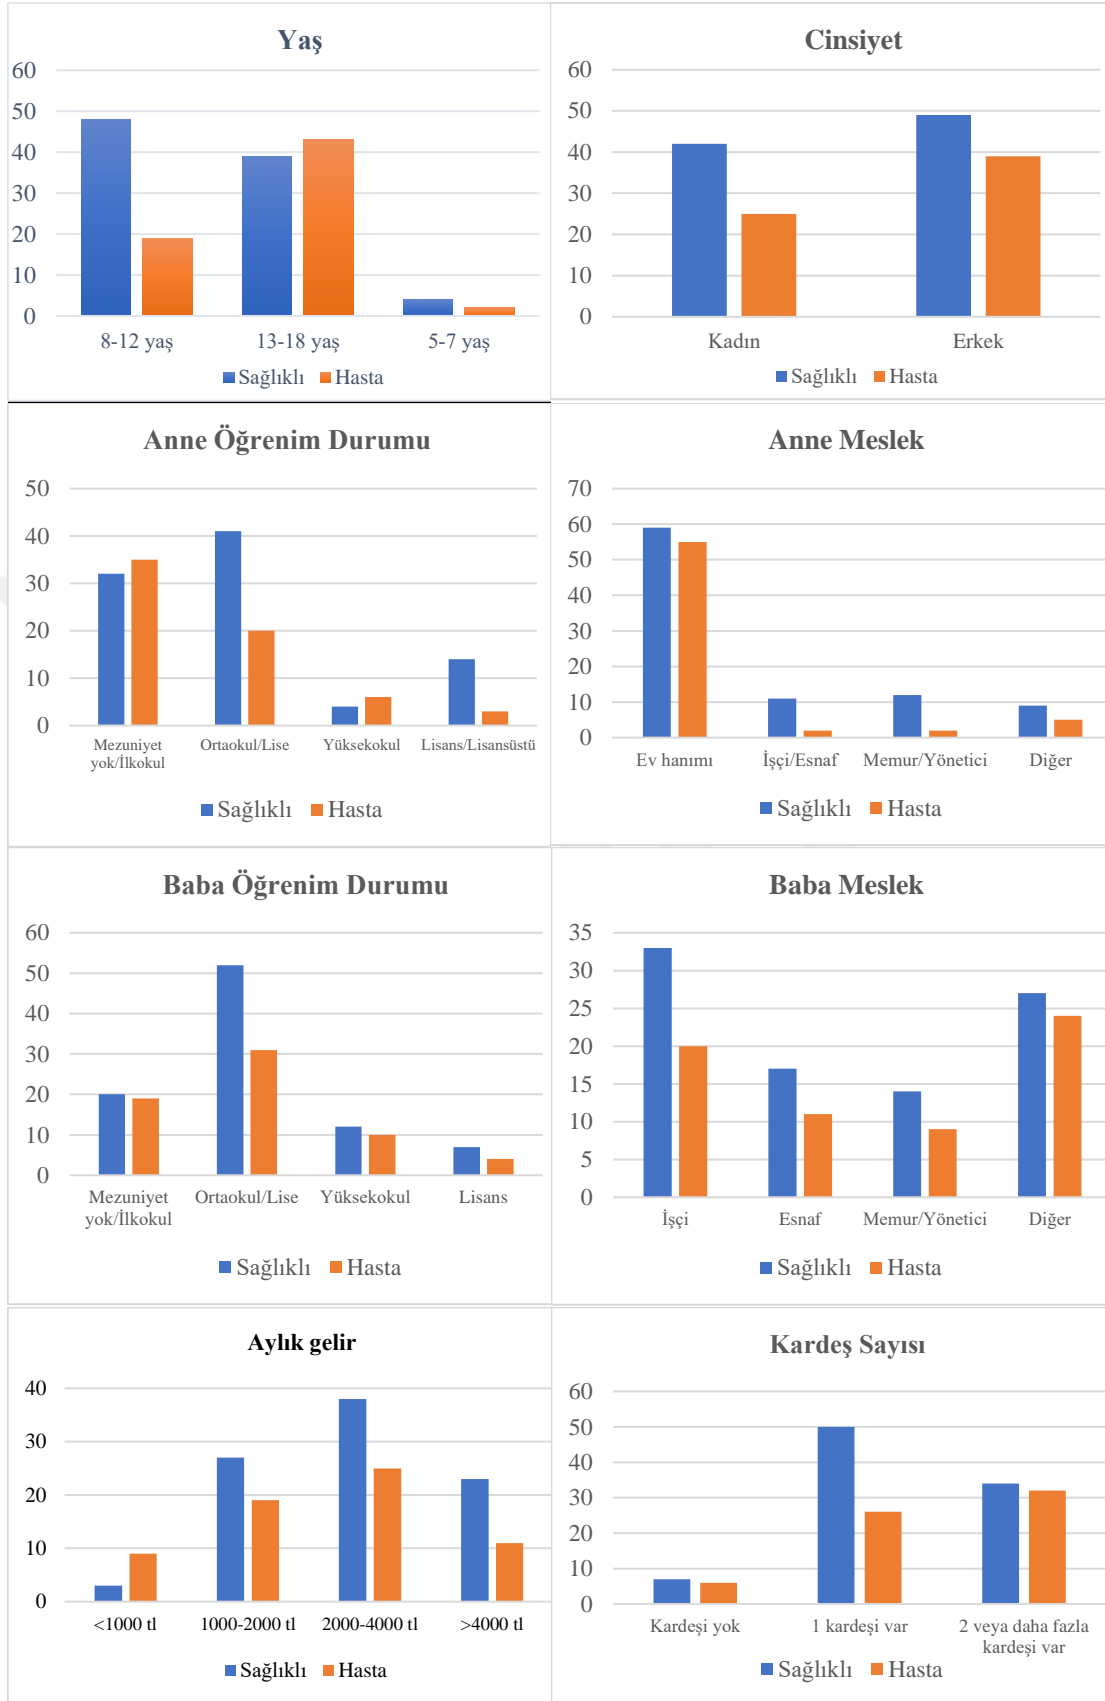 Yaş
60
50
40
30
20
10
0
8-12 yaş 13-18 yaş 5-7 yaş
Sağlıklı Hasta
Cinsiyet
60
50
40
30
20
10
0
Kadın Erkek
Sağlıklı Hasta
Anne Öğrenim Durumu
50
40
30
20
10
0
Mezuniyet yok/İlkokul Ortaokul/Lise Yüksekokul Lisans/Lisansüstü
Sağlıklı Hasta
Anne Meslek
70
60
50
40
30
20
10
0
Ev hanımı İşçi/Esnaf Memur/Yönetici Diğer
Sağlıklı Hasta
Baba Öğrenim Durumu
60
50
40
30
20
10
0
Mezuniyet yok/İlkokul Ortaokul/Lise Yüksekokul Lisans
Sağlıklı Hasta
Baba Meslek
35
30
25
20
15
10
5
0
İşçi Esnaf Memur/Yönetici Diğer
Sağlıklı Hasta
Aylık gelir
40
30
20
10
0
<1000 tl 1000-2000 tl 2000-4000 tl >4000 tl
Sağlıklı Hasta
Kardeş Sayısı
60
50
40
30
20
10
0
Kardeşi yok 1 kardeşi var 2 veya daha fazla kardeşi var
Sağlıklı Hasta